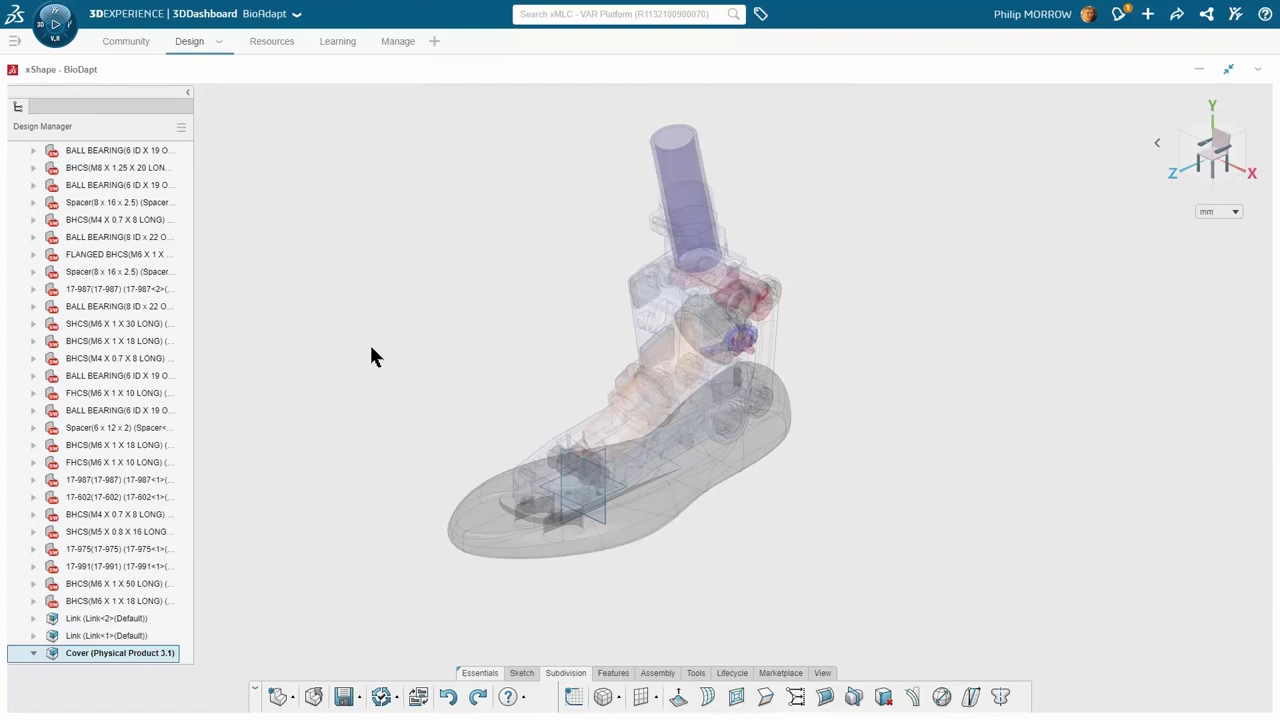 3DEXPERIENCE | 3DDashboard BioAdapt
Search xMLC - VAR Platform (R1132100900070)
Philip MORROW
1
3D
V.R
Community
Design
Resources
Learning
Manage
xShape - BioDapt
Design Manager
BALL BEARING(6 ID X 19 O...
BHCS(M8 X 1.25 X 20 LON...
BALL BEARING(6 ID X 19 O...
Spacer(8 x 16 x 2.5) (Spacer...
BHCS(M4 X 0.7 X 8 LONG) ...
BALL BEARING(8 ID x 22 O...
FLANGED BHCS(M6 X 1 X ...
Spacer(8 x 16 x 2.5) (Spacer...
17-987(17-987) (17-987<2>(...
BALL BEARING(8 ID x 22 O...
SHCS(M6 X 1 X 30 LONG) (...
BHCS(M6 X 1 X 18 LONG) (...
BHCS(M4 X 0.7 X 8 LONG) ...
BALL BEARING(6 ID X 19 O...
FHCS(M6 X 1 X 10 LONG) (...
BALL BEARING(6 ID X 19 O...
Spacer(6 x 12 x 2) (Spacer<...
BHCS(M6 X 1 X 18 LONG) (...
FHCS(M6 X 1 X 10 LONG) (...
17-987(17-987) (17-987<1>(...
17-602(17-602) (17-602<1>(...
BHCS(M4 X 0.7 X 8 LONG) ...
SHCS(M5 X 0.8 X 16 LONG...
17-975(17-975) (17-975<1>(...
17-991(17-991) (17-991<1>(...
BHCS(M6 X 1 X 50 LONG) (...
BHCS(M6 X 1 X 18 LONG) (...
Link (Link<2>(Default))
Link (Link<1>(Default))
Cover (Physical Product 3.1)
Y
Z
X
mm
Essentials
Sketch
Subdivision
Features
Assembly
Tools
Lifecycle
Marketplace
View